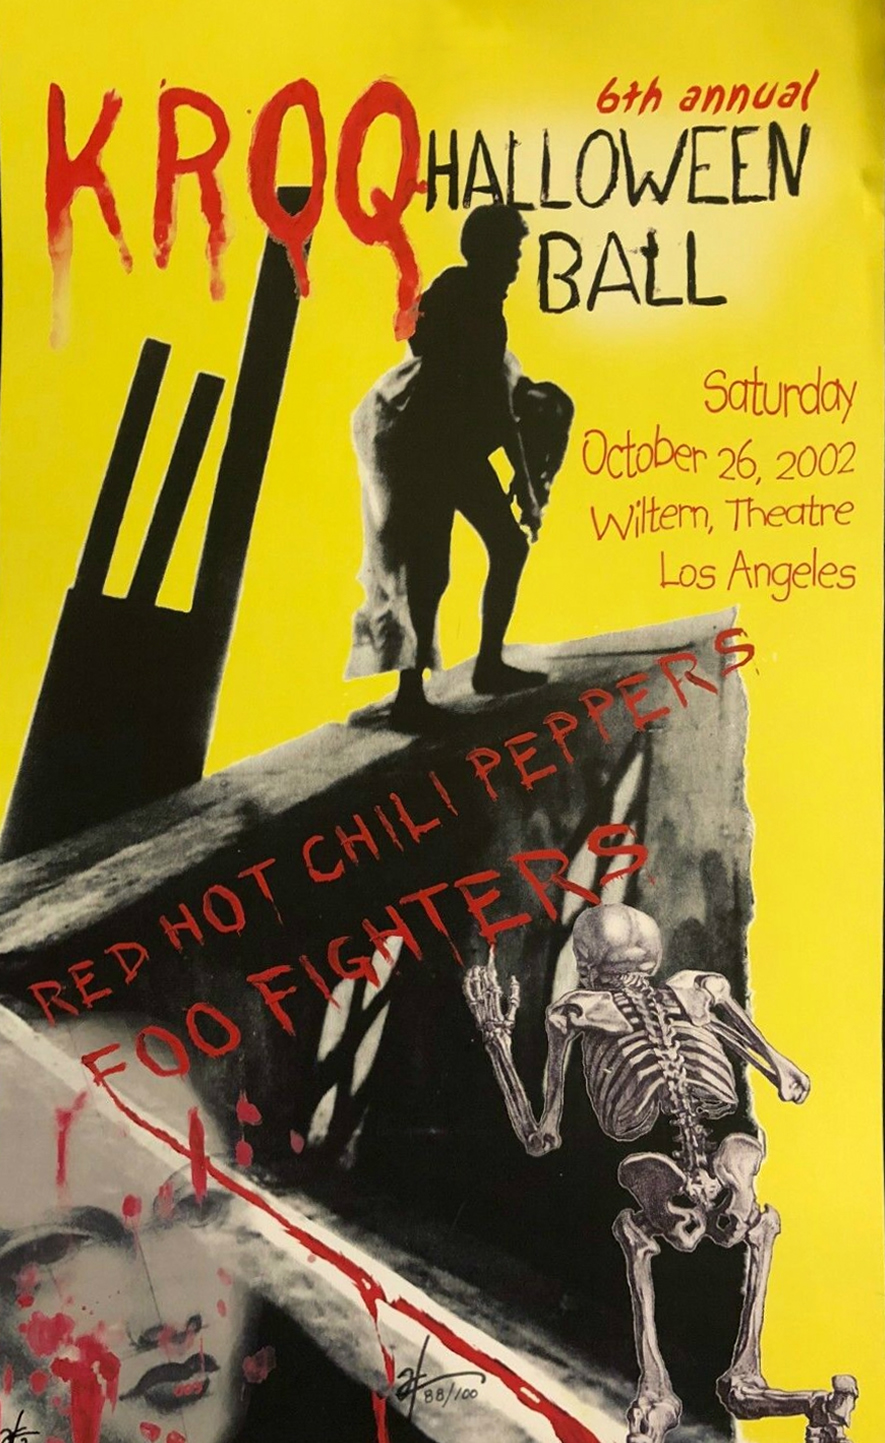 KROQ
6th annual
HALLOWEEN
BALL
Saturday
October 26, 2002
Wiltern, Theatre
Los Angeles
RED HOT CHILI PEPPERS
FOO FIGHTERS
88/100